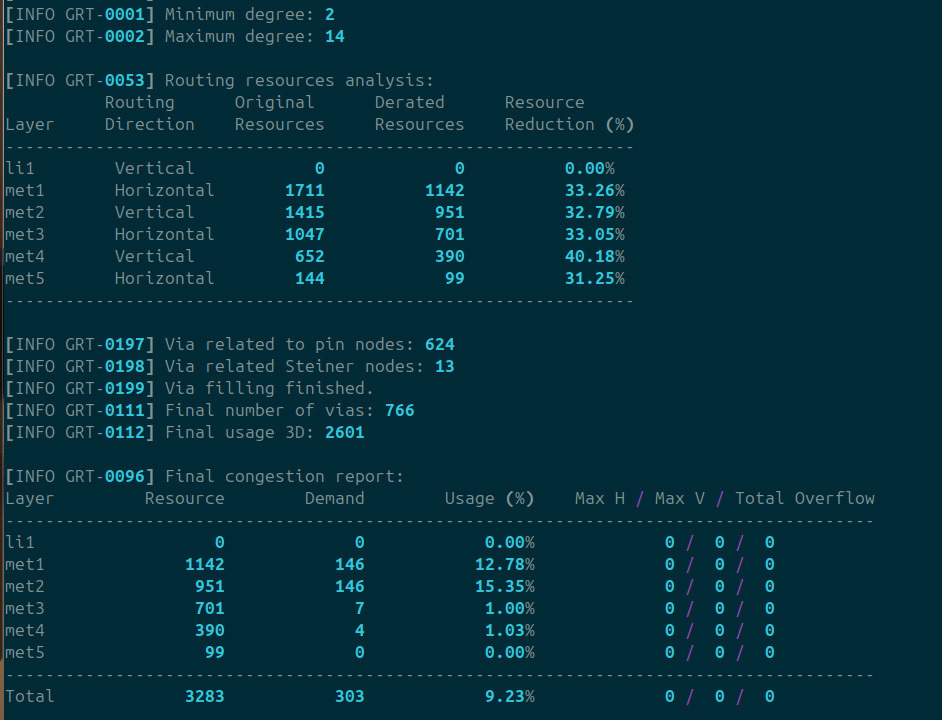 [INFO GRT-0001] Minimum degree: 2
[INFO GRT-0002] Maximum degree: 14
[INFO GRT-0053] Routing resources analysis:
          Routing      Original      Derated      Resource
Layer     Direction    Resources     Resources    Reduction (%)
---------------------------------------------------------------
li1        Vertical            0             0          0.00%
met1       Horizontal       1711          1142          33.26%
met2       Vertical         1415           951          32.79%
met3       Horizontal       1047           701          33.05%
met4       Vertical          652           390          40.18%
met5       Horizontal        144            99          31.25%
---------------------------------------------------------------
[INFO GRT-0197] Via related to pin nodes: 624
[INFO GRT-0198] Via related Steiner nodes: 13
[INFO GRT-0199] Via filling finished.
[INFO GRT-0111] Final number of vias: 766
[INFO GRT-0112] Final usage 3D: 2601
[INFO GRT-0096] Final congestion report:
Layer         Resource        Demand        Usage (%)    Max H / Max V / Total Overflow
---------------------------------------------------------------------------------------
li1                  0             0            0.00%             0 /  0 /  0
met1              1142           146           12.78%             0 /  0 /  0
met2               951           146           15.35%             0 /  0 /  0
met3               701             7            1.00%             0 /  0 /  0
met4               390             4            1.03%             0 /  0 /  0
met5                99             0            0.00%             0 /  0 /  0
---------------------------------------------------------------------------------------
Total             3283           303            9.23%             0 /  0 /  0